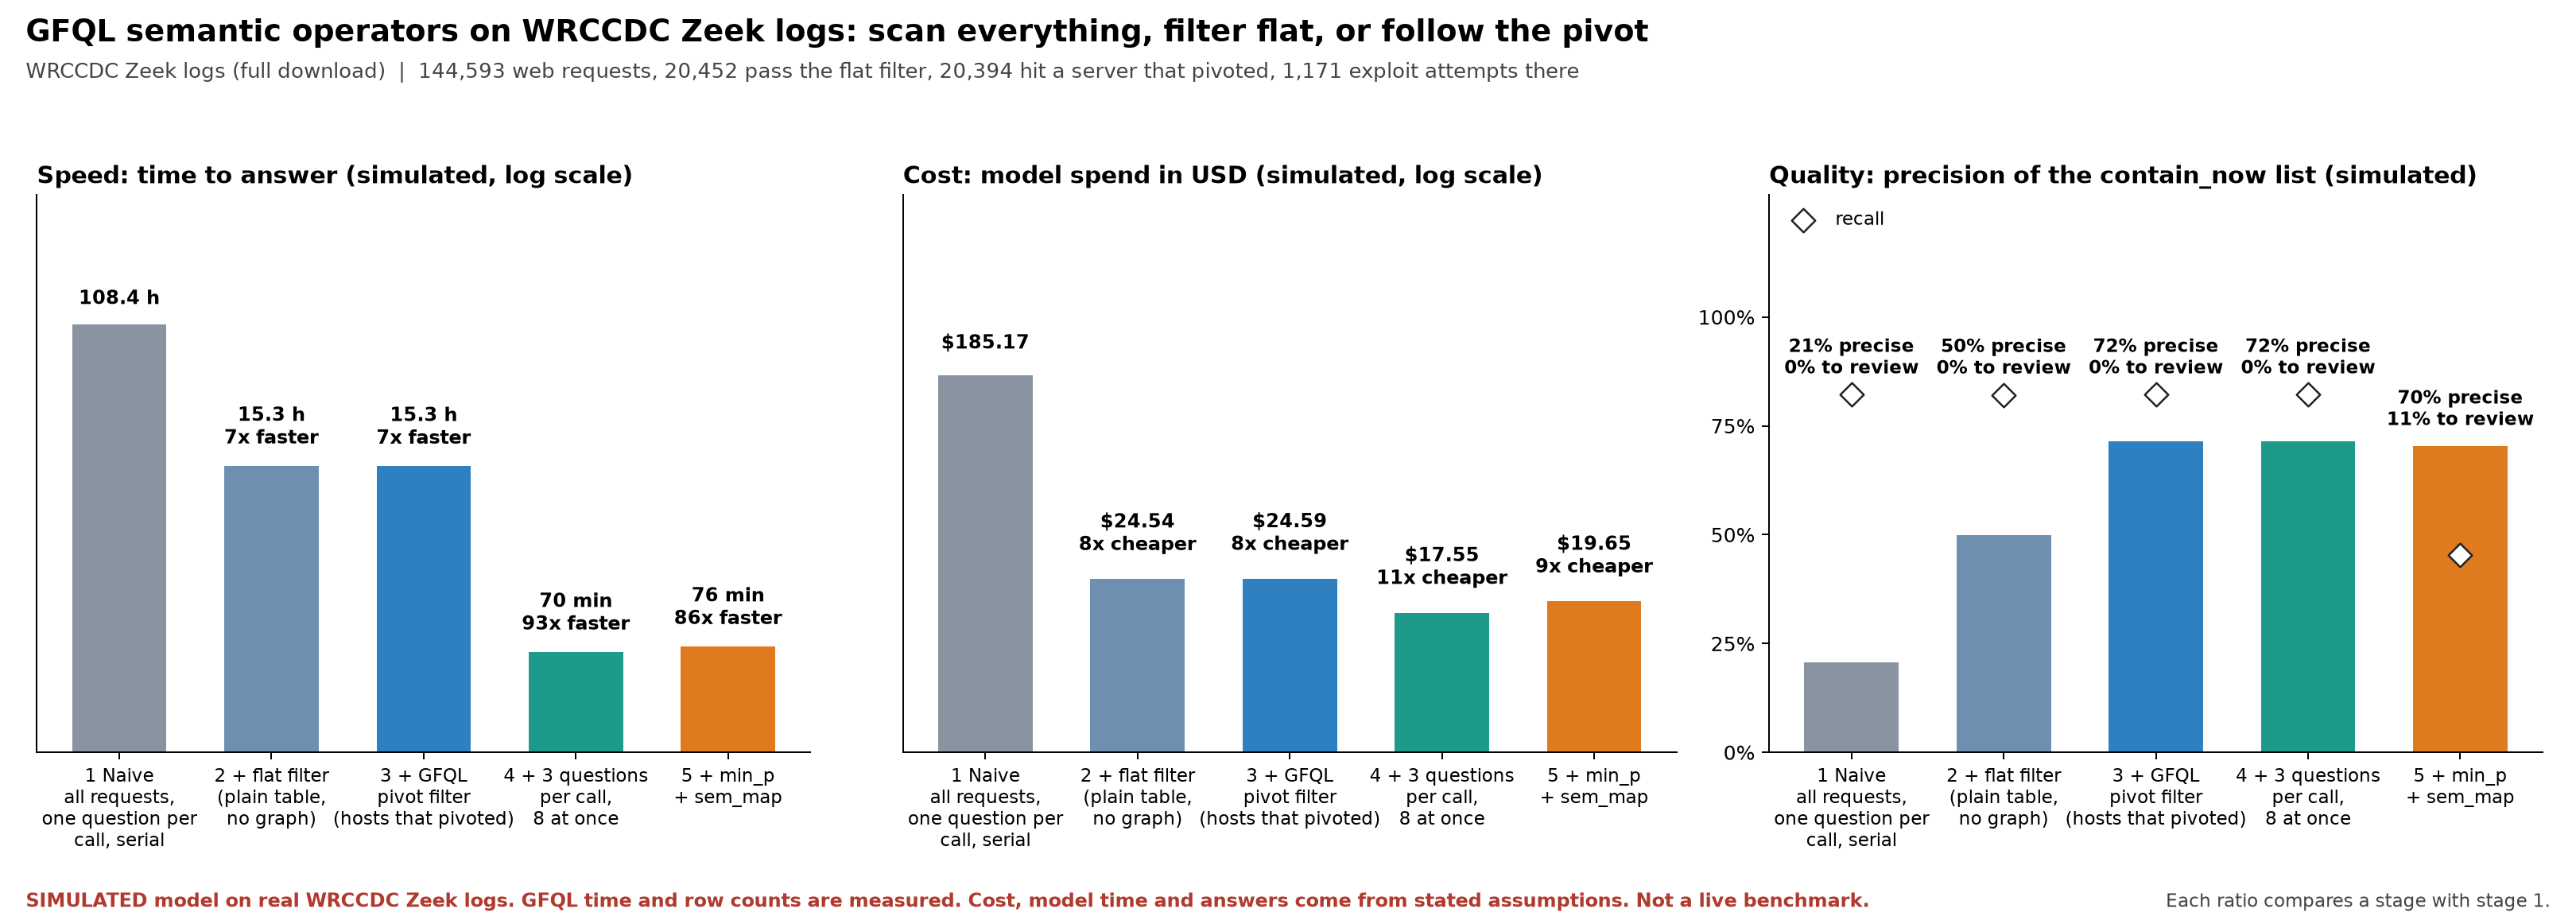 GFQL semantic operators on WRCCDC Zeek logs: scan everything, filter flat, or follow the pivot
WRCCDC Zeek logs (full download)  |  144,593 web requests, 20,452 pass the flat filter, 20,394 hit a server that pivoted, 1,171 exploit attempts there
Speed: time to answer (simulated, log scale)
108.4 h
15.3 h
7x faster
15.3 h
7x faster
70 min
93x faster
76 min
86x faster
1 Naive
all requests,
one question per
call, serial
2 + flat filter
(plain table,
no graph)
3 + GFQL
pivot filter
(hosts that pivoted)
4 + 3 questions
per call,
8 at once
5 + min_p
+ sem_map
Cost: model spend in USD (simulated, log scale)
$185.17
$24.54
8x cheaper
$24.59
8x cheaper
$17.55
11x cheaper
$19.65
9x cheaper
1 Naive
all requests,
one question per
call, serial
2 + flat filter
(plain table,
no graph)
3 + GFQL
pivot filter
(hosts that pivoted)
4 + 3 questions
per call,
8 at once
5 + min_p
+ sem_map
Quality: precision of the contain_now list (simulated)
recall
100%
75%
50%
25%
0%
21% precise
0% to review
50% precise
0% to review
72% precise
0% to review
72% precise
0% to review
70% precise
11% to review
1 Naive
all requests,
one question per
call, serial
2 + flat filter
(plain table,
no graph)
3 + GFQL
pivot filter
(hosts that pivoted)
4 + 3 questions
per call,
8 at once
5 + min_p
+ sem_map
SIMULATED model on real WRCCDC Zeek logs. GFQL time and row counts are measured. Cost, model time and answers come from stated assumptions. Not a live benchmark.
Each ratio compares a stage with stage 1.